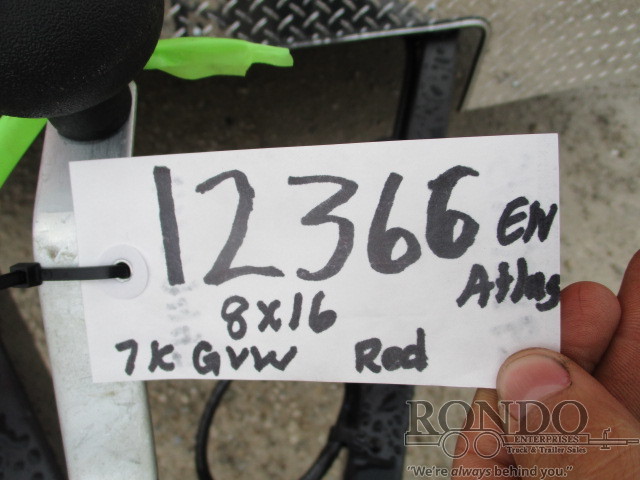 12366 EN
Atlas
8x16
7K GVW Red
RONDO
ENTERPRISES
Truck & Trailer Sales
"We're always behind you."